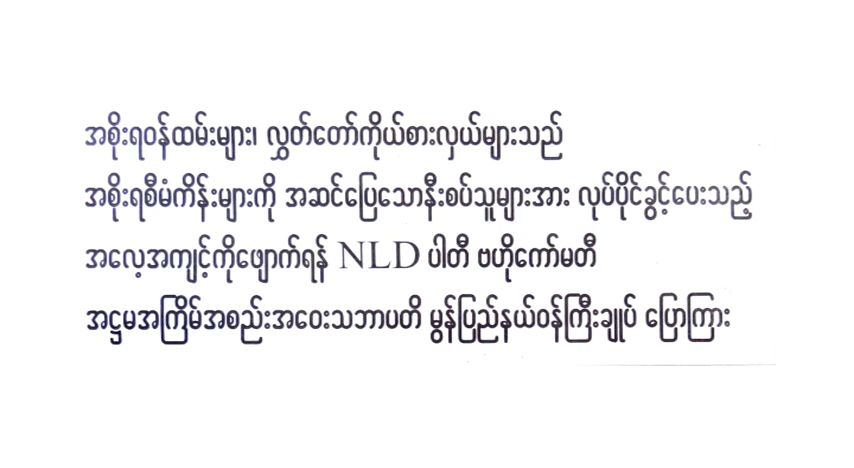 အစိုးရဝန်ထမ်းများ၊ လွှတ်တော်ကိုယ်စားလှယ်များသည်
အစိုးရစီမံကိန်းများကို အဆင်ပြေသောနီးစပ်သူများအား လုပ်ပိုင်ခွင့်ပေးသည့်
အလေ့အကျင့်ကိုဖျောက်ရန် NLD ပါတီ ဗဟိုကော်မတီ
အဋ္ဌမအကြိမ်အစည်းအဝေးသဘာပတိ မွန်ပြည်နယ်ဝန်ကြီးချုပ် ပြောကြား